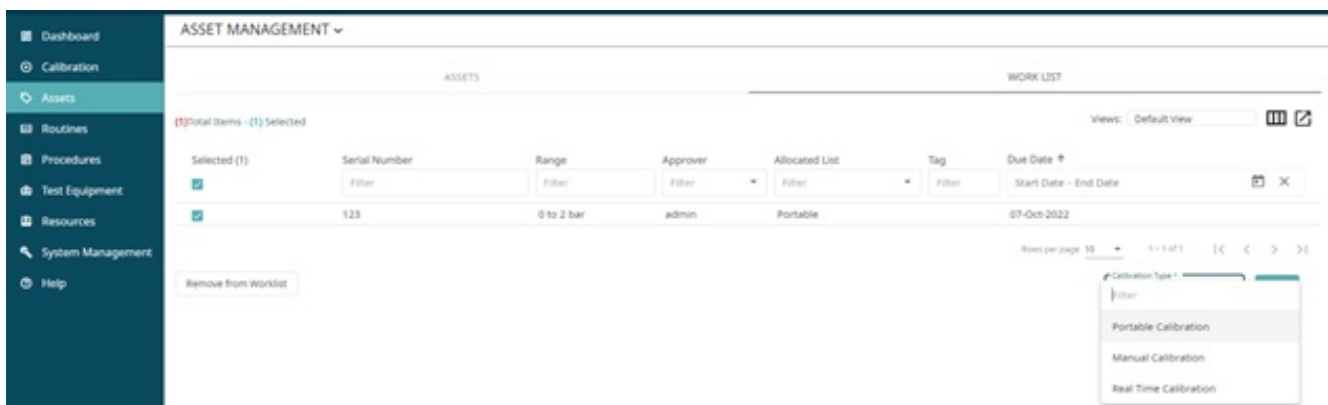 Dashboard
Calibration
Assets
Routines
Procedures
Test Equipment
Resources
System Management
Help
ASSET MANAGEMENT
ASSETS WORK LIST
(1)Total Items - (1) Selected
Views: Default View
Selected (1) Serial Number Range Approver Allocated List Tag Due Date ↑
Filter Filter Filter Filter Filter Start Date - End Date
123 0 to 2 bar admin Portable 07-Oct-2022
Rows per page 10 1-1 of 1
Remove from Worklist
Calibration Type *
Filter
Portable Calibration
Manual Calibration
Real Time Calibration